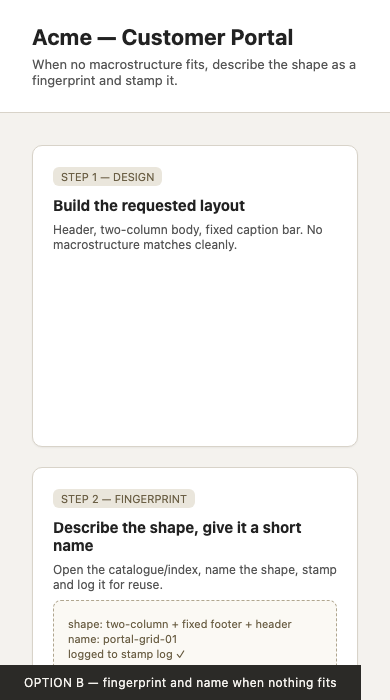 Acme — Customer Portal
When no macrostructure fits, describe the shape as a
fingerprint and stamp it.
STEP 1 — DESIGN
Build the requested layout
Header, two-column body, fixed caption bar. No
macrostructure matches cleanly.
STEP 2 — FINGERPRINT
Describe the shape, give it a short
name
Open the catalogue/index, name the shape, stamp
and log it for reuse.
shape: two-column + fixed footer + header
name: portal-grid-01
logged to stamp log ✓
OPTION B — fingerprint and name when nothing fits